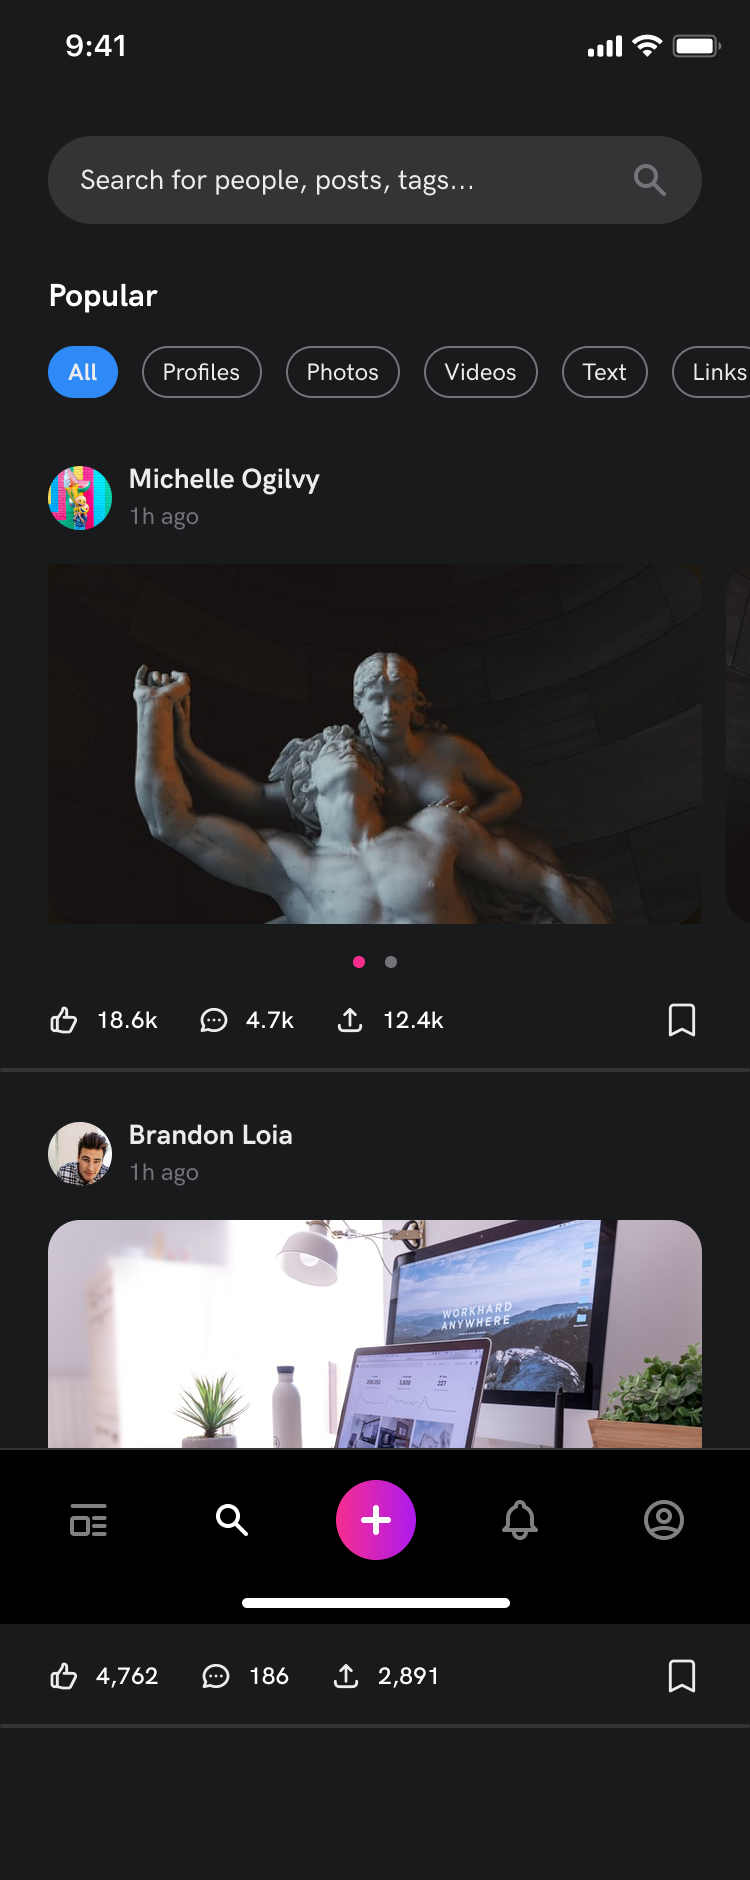 9:41
Search for people, posts, tags...
Popular
All Profiles Photos Videos Text Links
Michelle Ogilvy
1h ago
18.6k 4.7k 12.4k
Brandon Loia
1h ago
WORKHARD
ANYWHERE
4,762 186 2,891